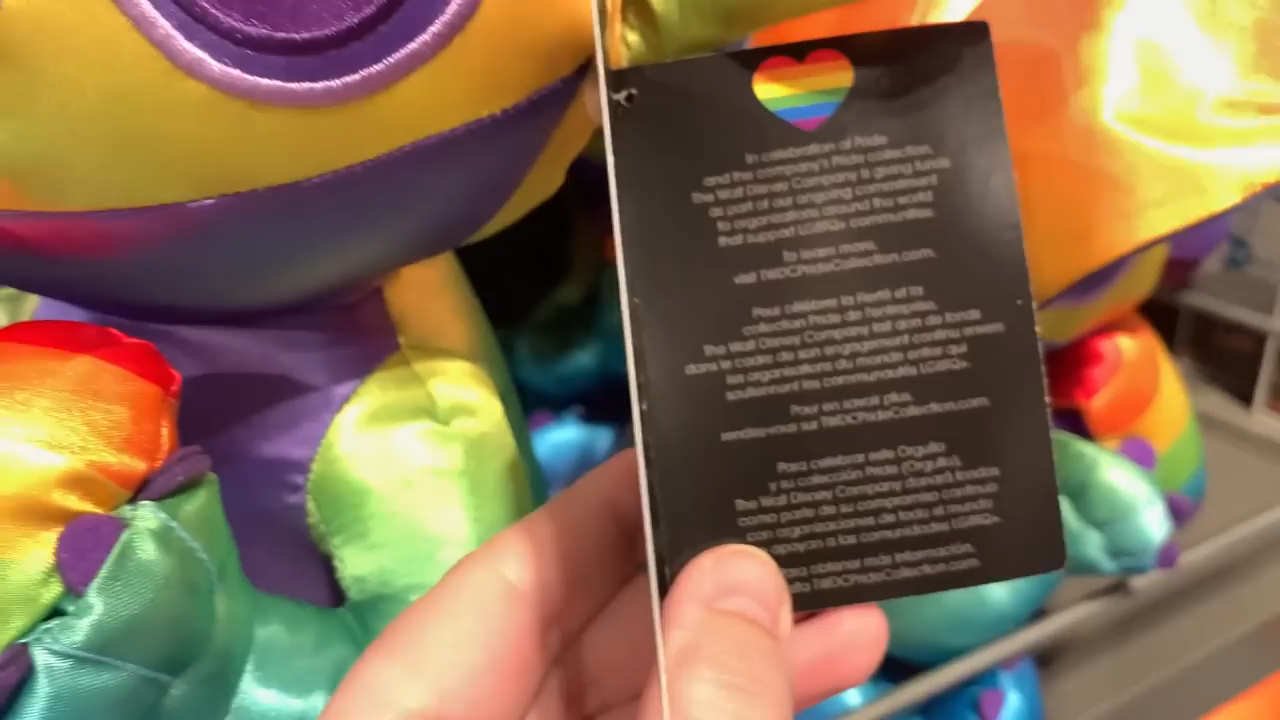 In celebration of Pride
and the company's Pride collection,
The Walt Disney Company is giving funds
as part of our ongoing commitment
to organisations around the world
that support LGBTQ+ communities.
To learn more,
visit TWDCPrideCollection.com.
Pour célébrer la Fierté et la
collection Pride de l'entreprise,
The Walt Disney Company fait don de fonds
dans le cadre de son engagement continu envers
les organisations du monde entier qui
soutiennent les communautés LGBTQ+.
Pour en savoir plus,
rendez-vous sur TWDCPrideCollection.com
Para celebrar este Orgullo
y su colección Pride (Orgullo),
The Walt Disney Company donará fondos
como parte de su compromiso continuo
con organizaciones de todo el mundo
apoyan a las comunidades LGBTQ+.
Para obtener más información,
TWDCPrideCollection.com